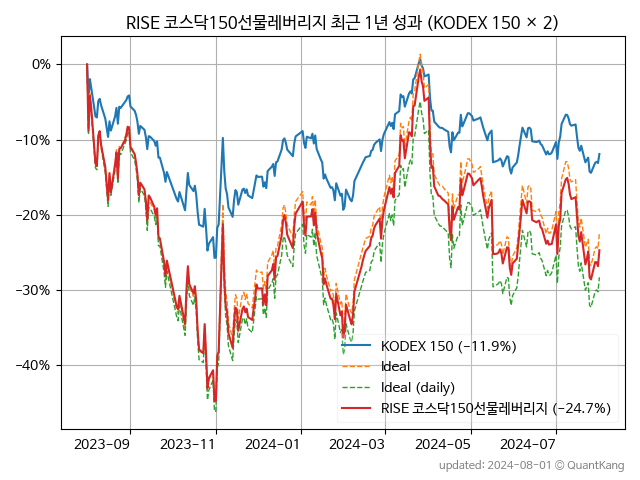 RISE 코스닥150선물레버리지 최근 1년 성과 (KODEX 150 × 2)
0%
−10%
−20%
−30%
−40%
KODEX 150 (−11.9%)
Ideal
Ideal (daily)
RISE 코스닥150선물레버리지 (−24.7%)
2023-09 2023-11 2024-01 2024-03 2024-05 2024-07
updated: 2024-08-01 © QuantKang